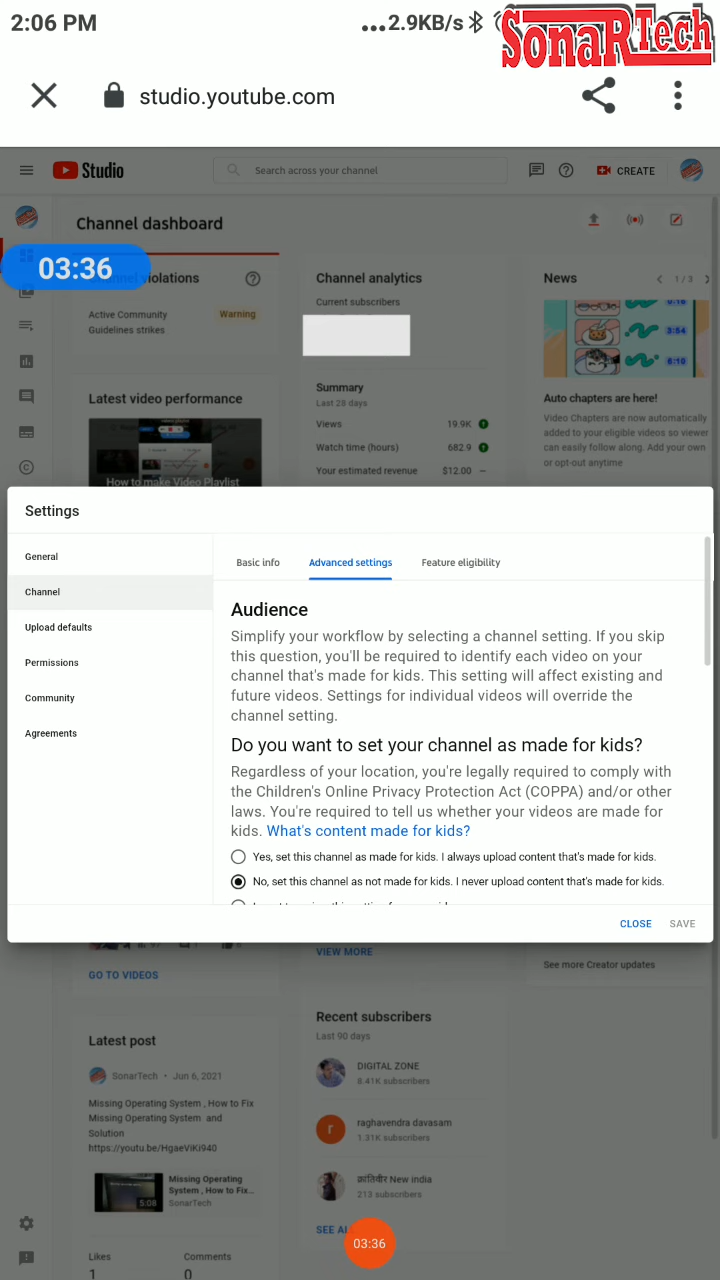 2:06 PM
...2.9KB/s
SonaRTech
studio.youtube.com
Studio
Search across your channel
CREATE
Channel dashboard
03:36
violations
Active Community
Guidelines strikes
Warning
Channel analytics
Current subscribers
Summary
Last 28 days
Views 19.9K
Watch time (hours) 682.9
Your estimated revenue $12.00 –
News
1 / 3
3:54
6:10
Auto chapters are here!
Video Chapters are now automatically
added to your eligible videos so viewer
can easily follow along. Add your own
or opt-out anytime
Latest video performance
How to make Video Playlist
Settings
General
Channel
Upload defaults
Permissions
Community
Agreements
Basic info
Advanced settings
Feature eligibility
Audience
Simplify your workflow by selecting a channel setting. If you skip
this question, you'll be required to identify each video on your
channel that's made for kids. This setting will affect existing and
future videos. Settings for individual videos will override the
channel setting.
Do you want to set your channel as made for kids?
Regardless of your location, you're legally required to comply with
the Children's Online Privacy Protection Act (COPPA) and/or other
laws. You're required to tell us whether your videos are made for
kids. What's content made for kids?
Yes, set this channel as made for kids. I always upload content that's made for kids.
No, set this channel as not made for kids. I never upload content that's made for kids.
CLOSE
SAVE
GO TO VIDEOS
VIEW MORE
See more Creator updates
Latest post
SonarTech • Jun 6, 2021
Missing Operating System , How to Fix
Missing Operating System and
Solution
https://youtu.be/HgaeViKi940
Missing Operating
System , How to Fix...
SonarTech
5:08
Likes
1
Comments
0
Recent subscribers
Last 90 days
DIGITAL ZONE
8.41K subscribers
r
raghavendra davasam
1.31K subscribers
क्रांतिवीर New india
213 subscribers
SEE AL
03:36